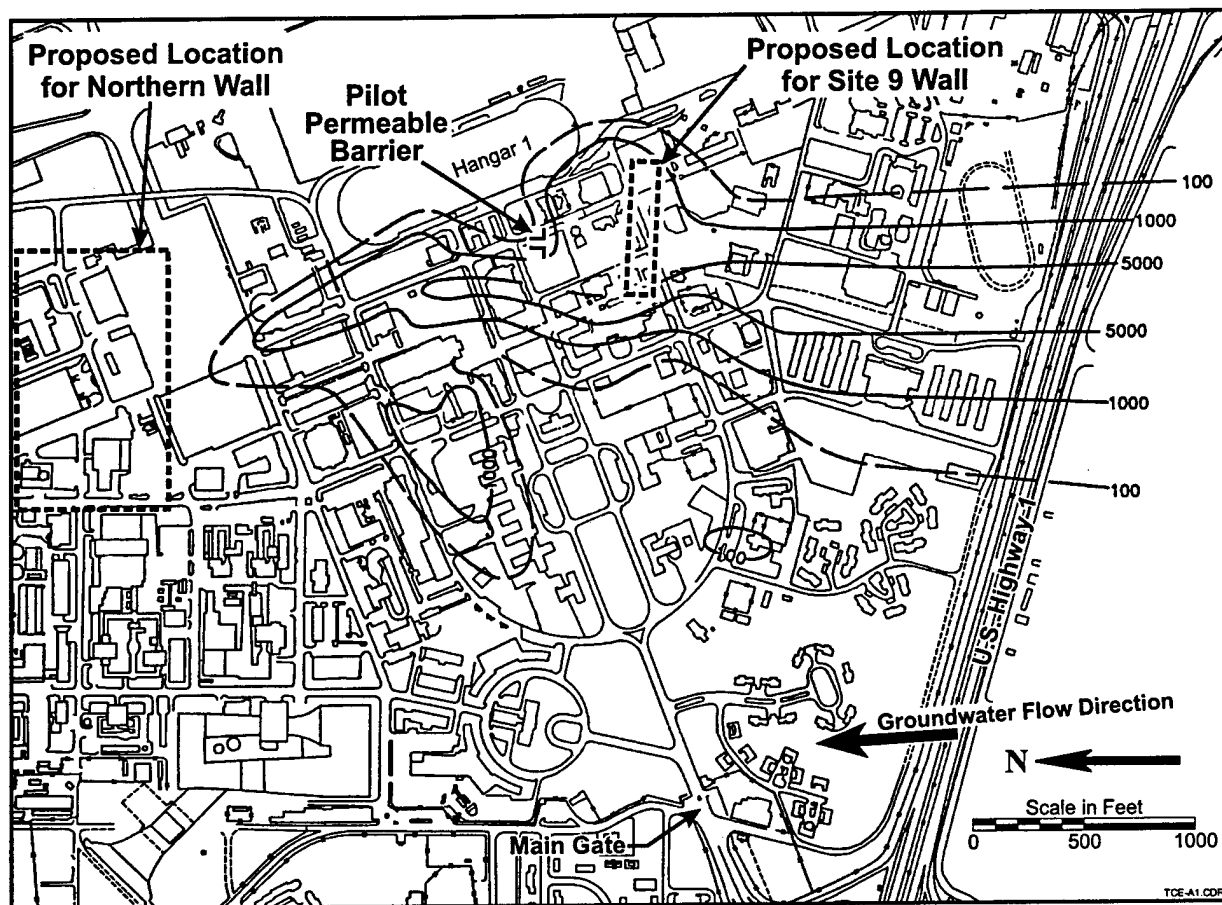 Proposed Location
for Northern Wall
Pilot
Permeable
Barrier
Proposed Location
for Site 9 Wall
Hangar 1
100
1000
5000
5000
1000
100
1000
100
U.S. Highway 1
Groundwater Flow Direction
N
Scale in Feet
0 500 1000
Main Gate
TCE-A1.CDR